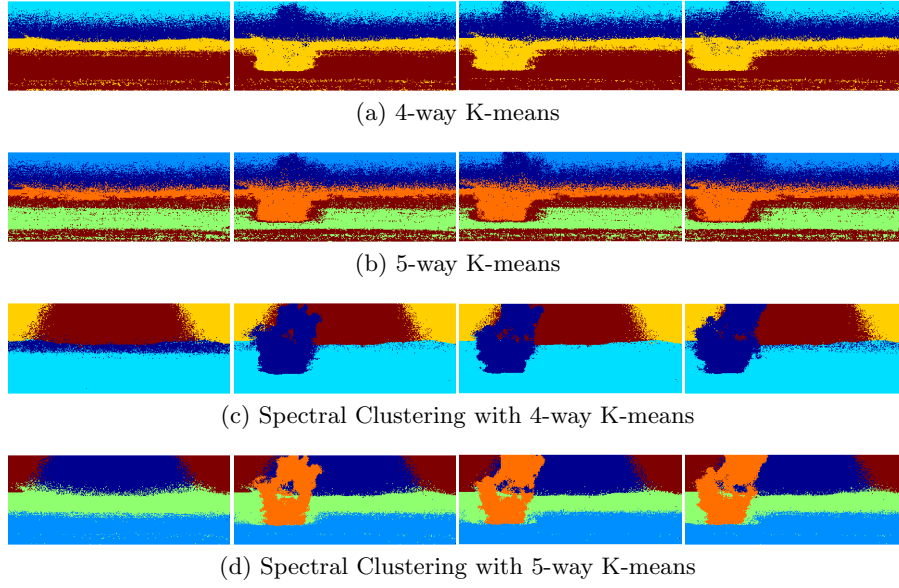 (a) 4-way K-means
(b) 5-way K-means
(c) Spectral Clustering with 4-way K-means
(d) Spectral Clustering with 5-way K-means